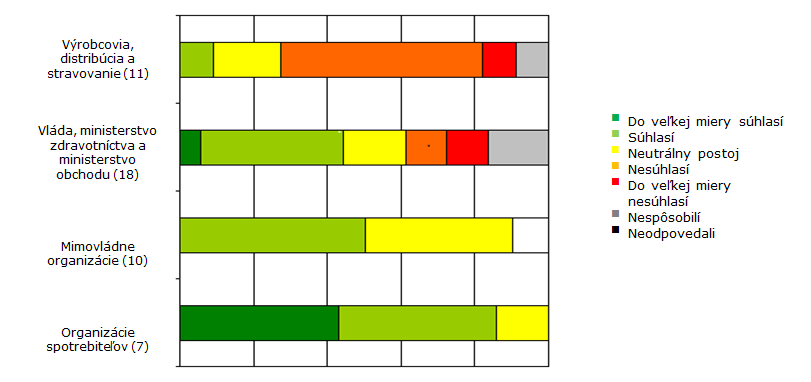 Výrobcovia,
distribúcia a
stravovanie (11)
Vláda, ministerstvo
zdravotníctva a
ministerstvo
obchodu (18)
Mimovládne
organizácie (10)
Organizácie
spotrebiteľov (7)
Do veľkej miery súhlasí
Súhlasí
Neutrálny postoj
Nesúhlasí
Do veľkej miery
nesúhlasí
Nespôsobilí
Neodpovedali